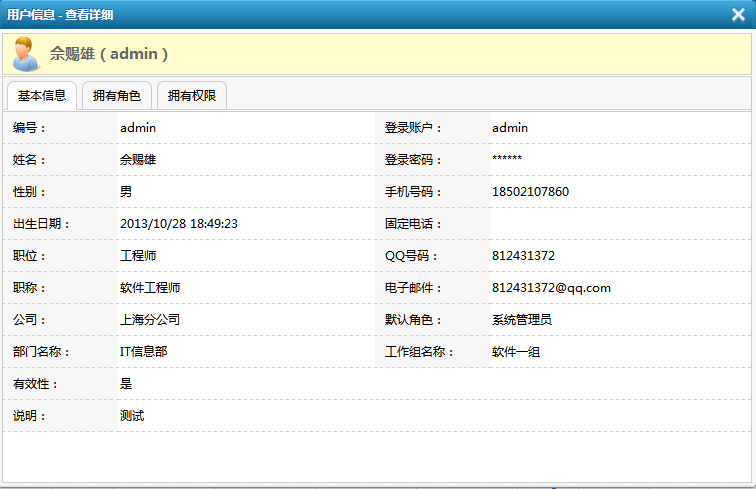 用户信息 - 查看详细
佘赐雄（admin）
基本信息 拥有角色 拥有权限
编号： admin 登录账户： admin
姓名： 佘赐雄 登录密码： ******
性别： 男 手机号码： 18502107860
出生日期： 2013/10/28 18:49:23 固定电话：
职位： 工程师 QQ号码： 812431372
职称： 软件工程师 电子邮件： 812431372@qq.com
公司： 上海分公司 默认角色： 系统管理员
部门名称： IT信息部 工作组名称： 软件一组
有效性： 是
说明： 测试